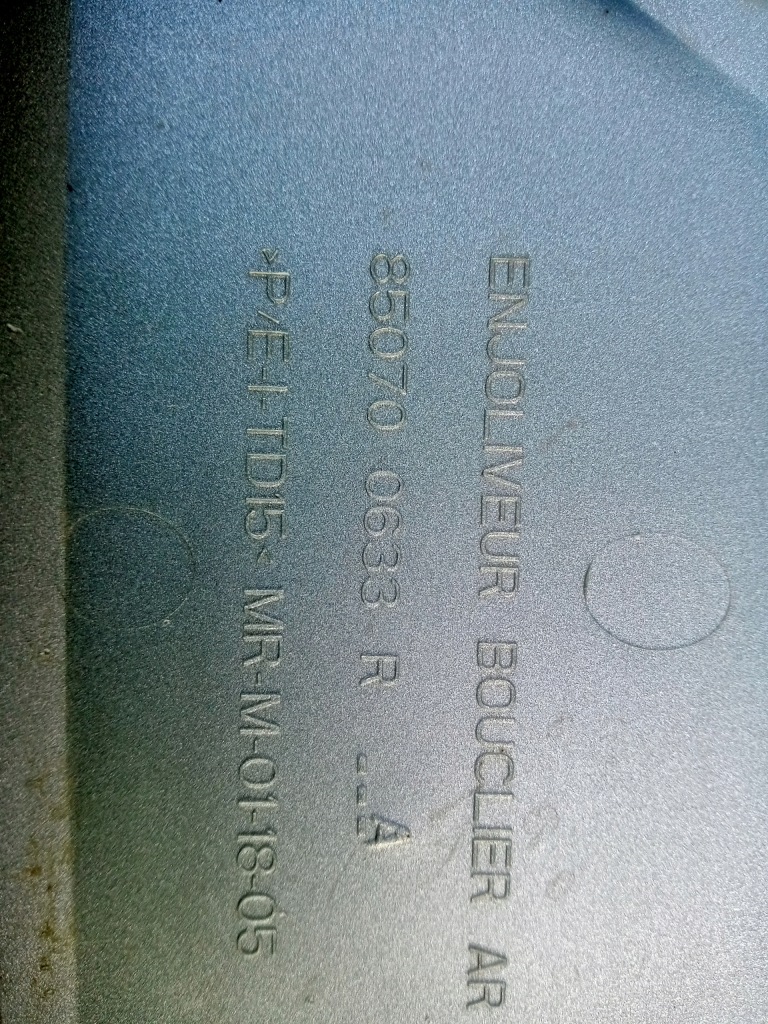 ENJOLIVEUR BOUCLIER AR
85070 0633 R --A
>P/E-I-TD15< MR-M-01-18-05